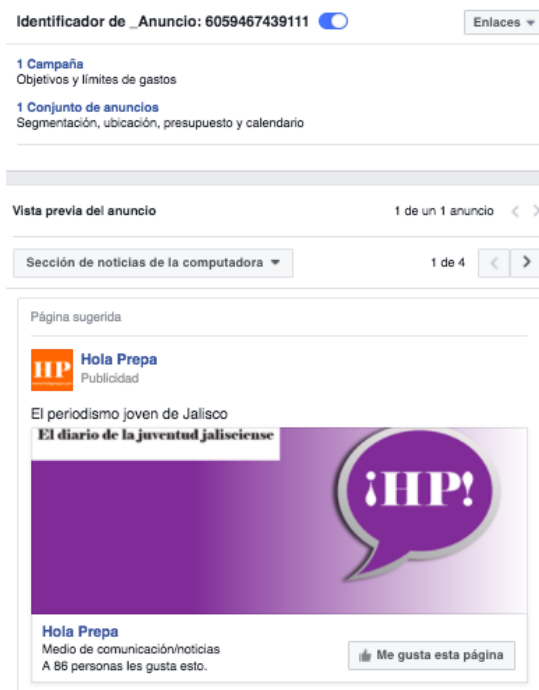 Identificador de _Anuncio: 6059467439111
Enlaces
1 Campaña
Objetivos y límites de gastos
1 Conjunto de anuncios
Segmentación, ubicación, presupuesto y calendario
Vista previa del anuncio
1 de un 1 anuncio
Sección de noticias de la computadora
1 de 4
Página sugerida
HP
Hola Prepa
Publicidad
El periodismo joven de Jalisco
El diario de la juventud jalisciense
¡HP!
Hola Prepa
Medio de comunicación/noticias
A 86 personas les gusta esto.
Me gusta esta página